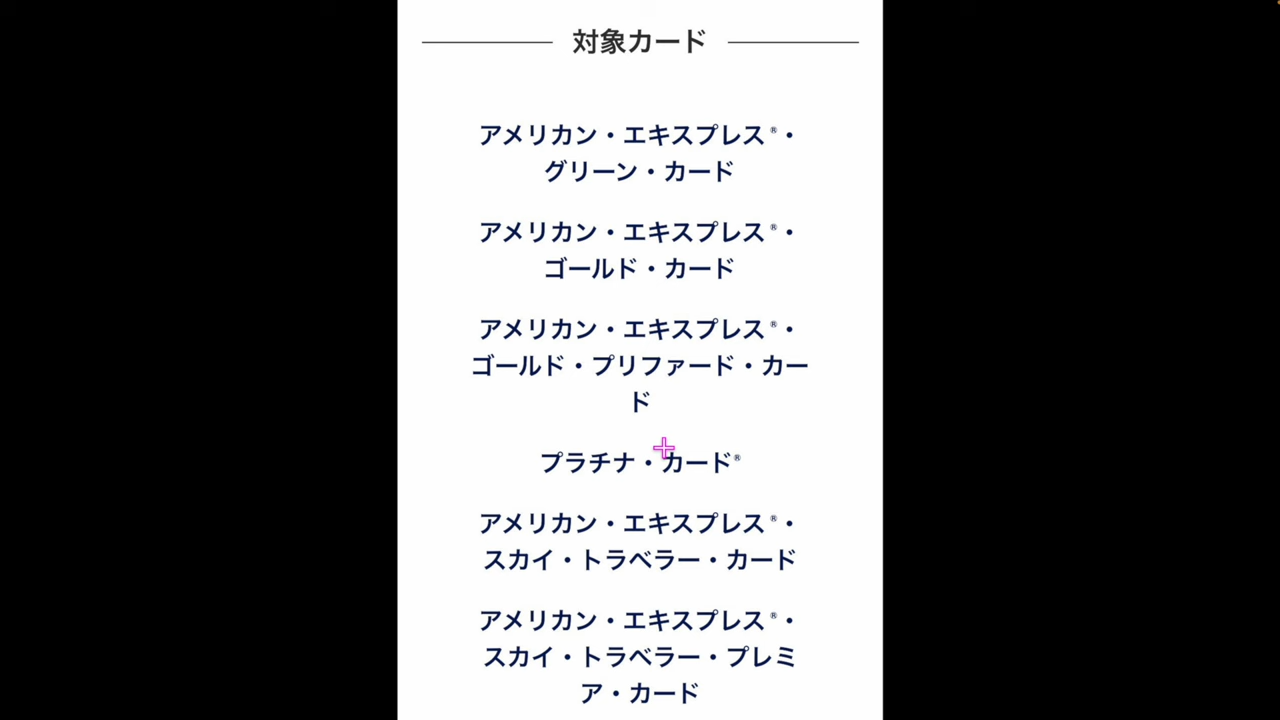 対象カード
アメリカン・エキスプレス®・
グリーン・カード
アメリカン・エキスプレス®・
ゴールド・カード
アメリカン・エキスプレス®・
ゴールド・プリファード・カー
ド
プラチナ・カード®
アメリカン・エキスプレス®・
スカイ・トラベラー・カード
アメリカン・エキスプレス®・
スカイ・トラベラー・プレミ
ア・カード